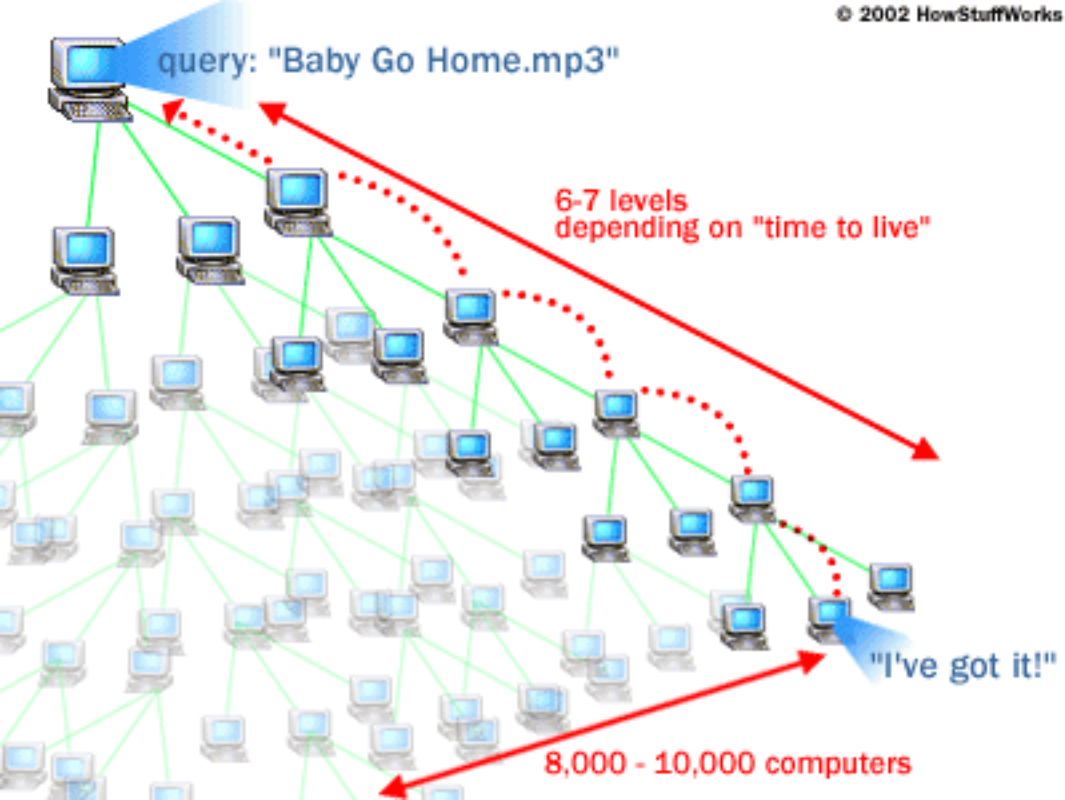 © 2002 HowStuffWorks
query: "Baby Go Home.mp3"
6-7 levels
depending on "time to live"
"I've got it!"
8,000 - 10,000 computers